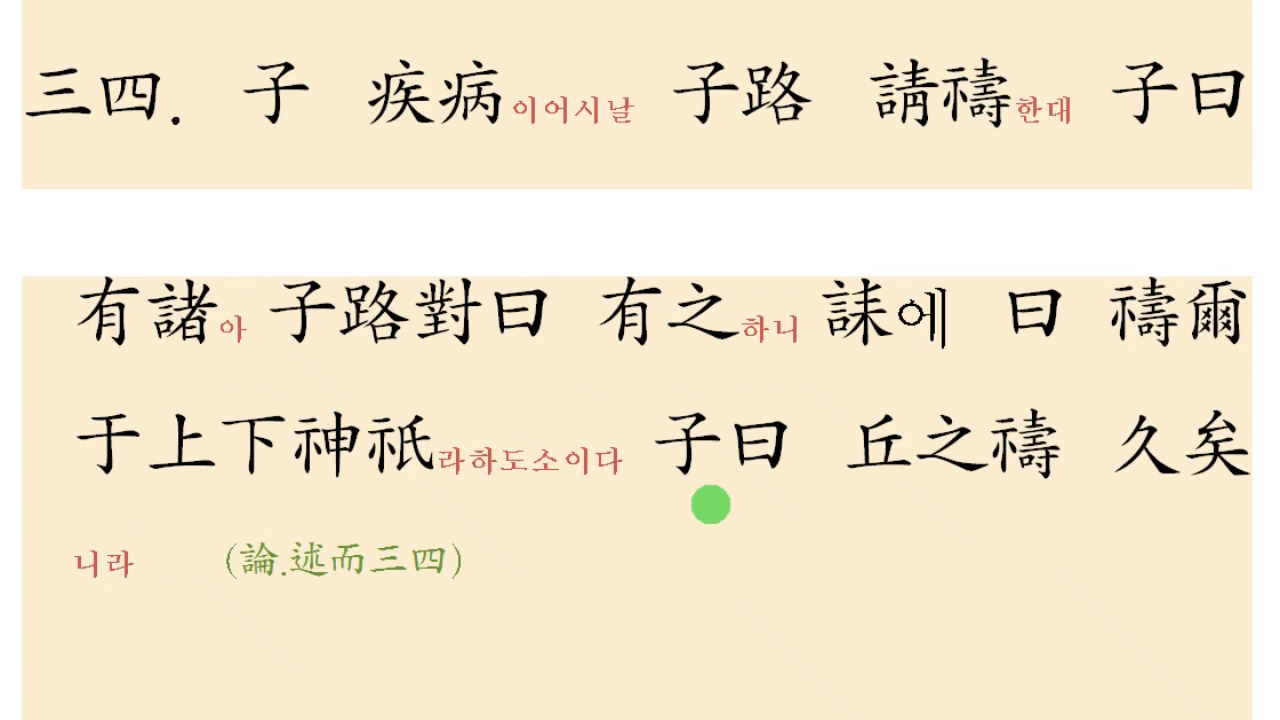 三四. 子 疾病이어시날 子路 請禱한대 子曰
有諸아 子路對曰 有之하니 誄에 曰 禱爾
于上下神祇라하도소이다 子曰 丘之禱 久矣
니라 (論.述而三四)